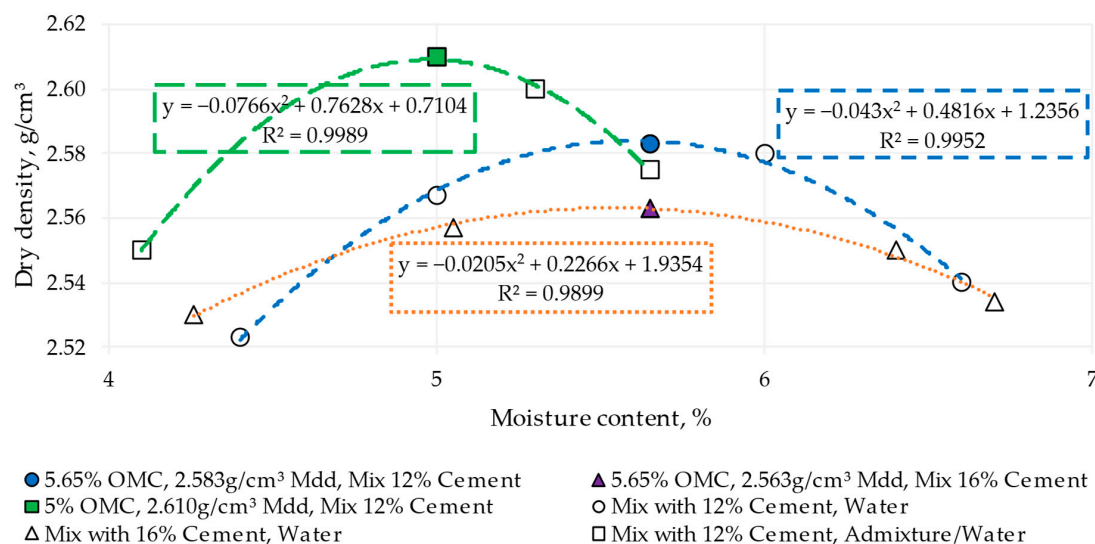 Dry density, g/cm³
2.62
2.60
2.58
2.56
2.54
2.52
y = −0.0766x² + 0.7628x + 0.7104
R² = 0.9989
y = −0.043x² + 0.4816x + 1.2356
R² = 0.9952
y = −0.0205x² + 0.2266x + 1.9354
R² = 0.9899
4 5 6 7
Moisture content, %
5.65% OMC, 2.583g/cm³ Mdd, Mix 12% Cement
5.65% OMC, 2.563g/cm³ Mdd, Mix 16% Cement
5% OMC, 2.610g/cm³ Mdd, Mix 12% Cement
Mix with 12% Cement, Water
Mix with 16% Cement, Water
Mix with 12% Cement, Admixture/Water